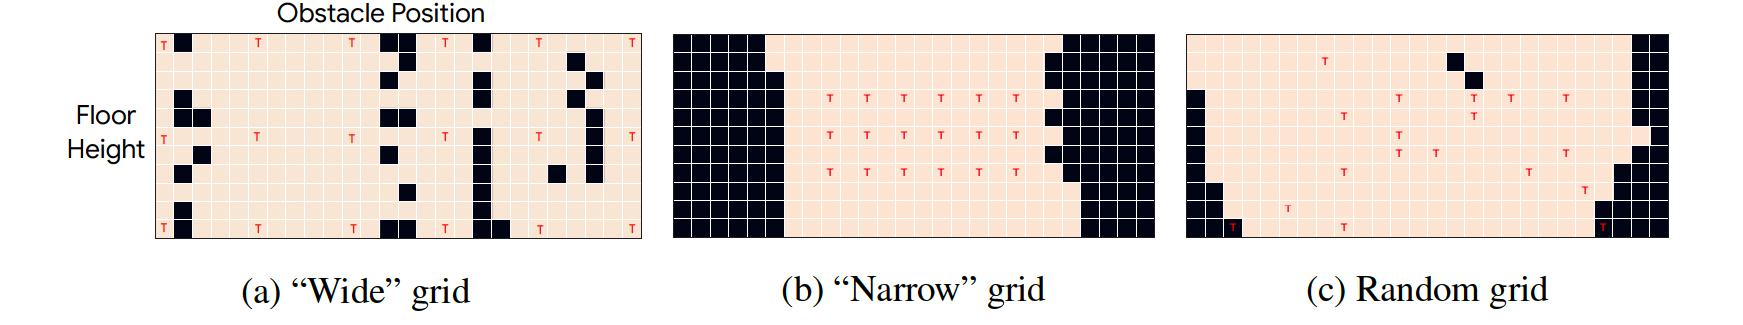 Obstacle Position
T T T T T T
Floor
Height
T T T T T T
T T T T T T
(a) “Wide” grid
T T T T T T
T T T T T T
T T T T T T
(b) “Narrow” grid
T
T T T T
T T
T
T T T
T T
T
T
T T T
(c) Random grid